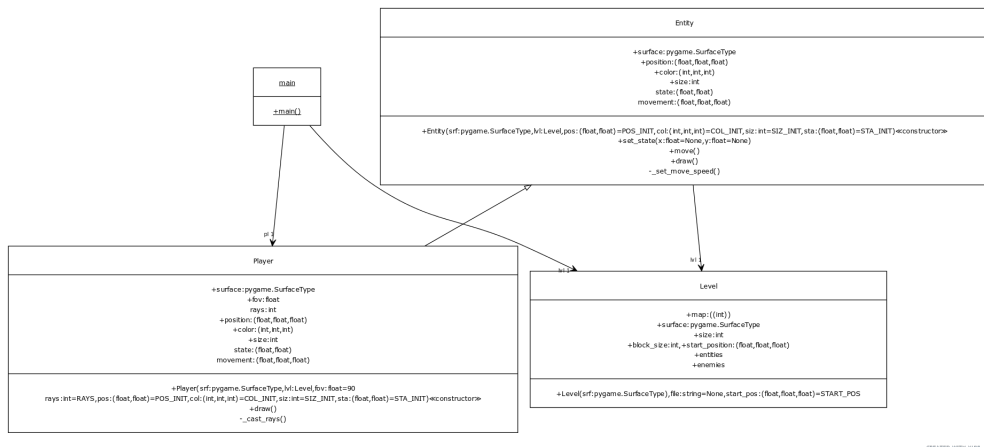 Entity
+surface:pygame.SurfaceType
+position:(float,float,float)
+color:(int,int,int)
+size:int
state:(float,float)
movement:(float,float,float)
+Entity(srf:pygame.SurfaceType,lvl:Level,pos:(float,float)=POS_INIT,col:(int,int,int)=COL_INIT,siz:int=SIZ_INIT,sta:(float,float)=STA_INIT)≪constructor≫
+set_state(x:float=None,y:float=None)
+move()
+draw()
-_set_move_speed()
main
+main()
pl 1
lvl 1
lvl 1
Player
+surface:pygame.SurfaceType
+fov:float
rays:int
+position:(float,float,float)
+color:(int,int,int)
+size:int
state:(float,float)
movement:(float,float,float)
+Player(srf:pygame.SurfaceType,lvl:Level,fov:float=90
rays:int=RAYS,pos:(float,float)=POS_INIT,col:(int,int,int)=COL_INIT,siz:int=SIZ_INIT,sta:(float,float)=STA_INIT)≪constructor≫
+draw()
-_cast_rays()
Level
+map:((int))
+surface:pygame.SurfaceType
+size:int
+block_size:int,+start_position:(float,float,float)
+entities
+enemies
+Level(srf:pygame.SurfaceType),file:string=None,start_pos:(float,float,float)=START_POS